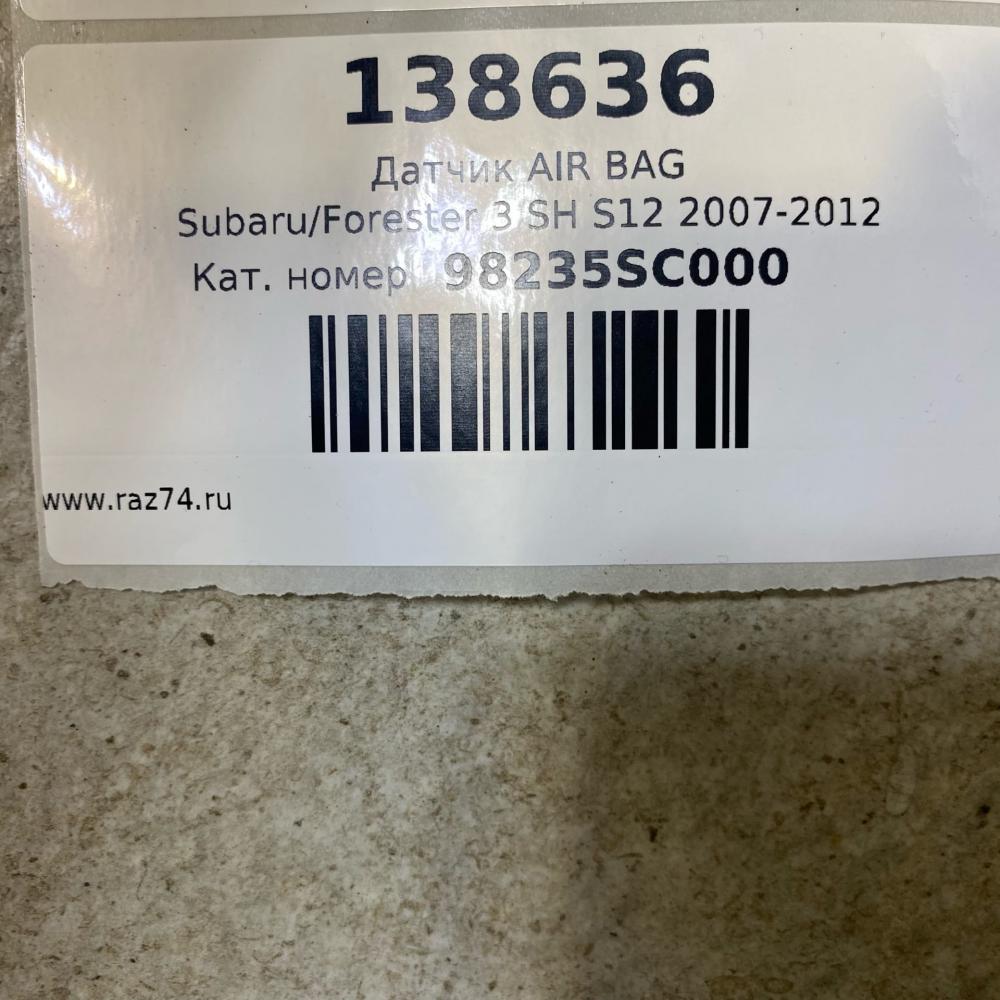 138636
Датчик AIR BAG
Subaru/Forester 3 SH S12 2007-2012
Кат. номер 98235SC000
www.raz74.ru